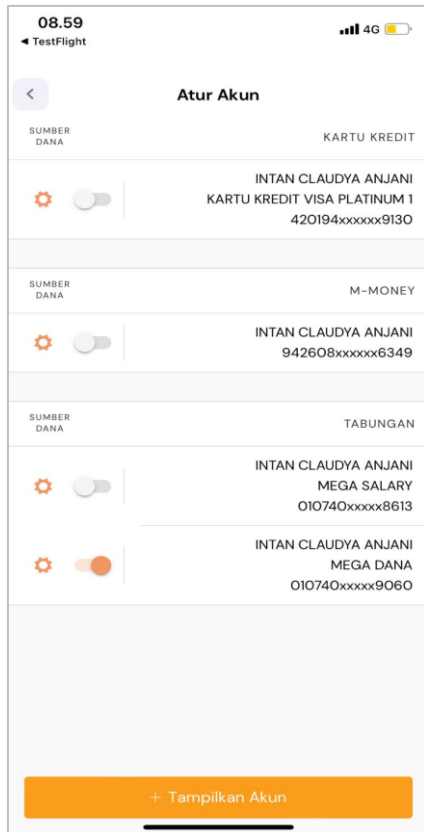 08.59
4G
◀ TestFlight
Atur Akun
SUMBER
DANA
KARTU KREDIT
INTAN CLAUDYA ANJANI
KARTU KREDIT VISA PLATINUM 1
420194xxxxxx9130
SUMBER
DANA
M-MONEY
INTAN CLAUDYA ANJANI
942608xxxxxx6349
SUMBER
DANA
TABUNGAN
INTAN CLAUDYA ANJANI
MEGA SALARY
010740xxxxx8613
INTAN CLAUDYA ANJANI
MEGA DANA
010740xxxxx9060
+ Tampilkan Akun